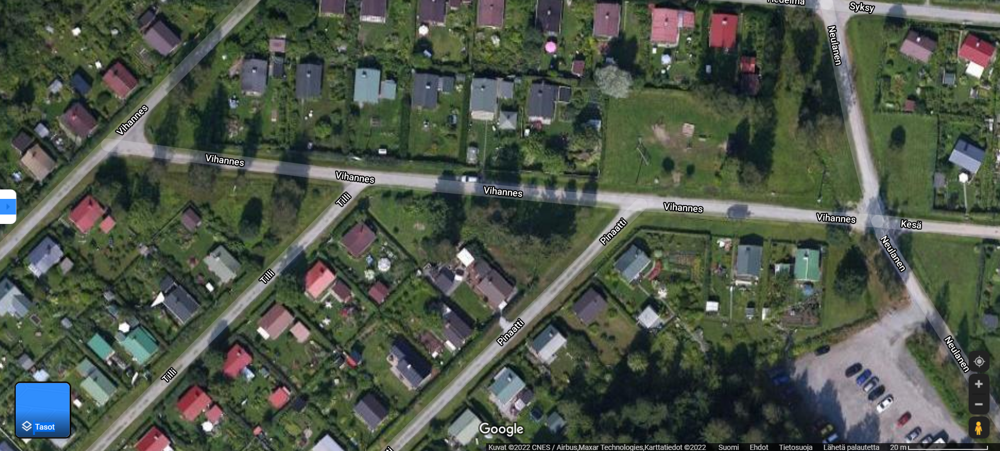 Hedelmä
Syksy
Neulanen
Vihannes
Vihannes
Vihannes
Vihannes
Vihannes
Vihannes
Kesä
Tilli
Pinaatti
Neulanen
Tilli
Pinaatti
Neulanen
Tilli
Tasot
Google
Kuvat ©2022 CNES / Airbus,Maxar Technologies,Karttatiedot ©2022 Suomi Ehdot Tietosuoja Lähetä palautetta 20 m